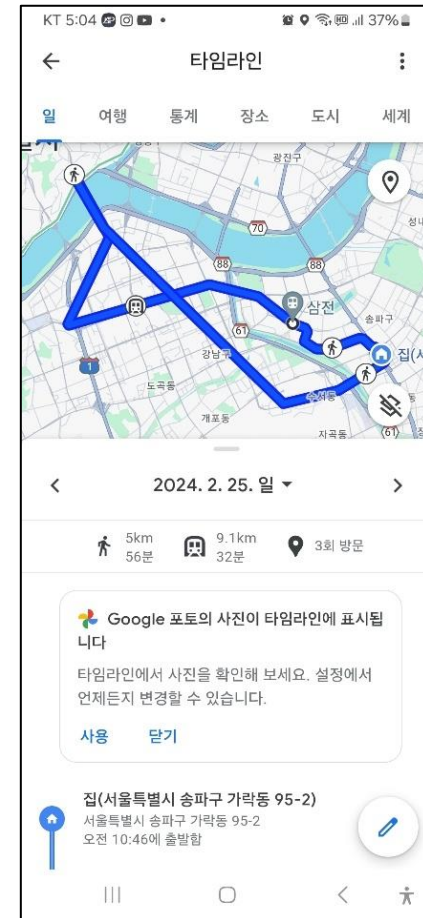 KT 5:04
37%
타임라인
일 여행 통계 장소 도시 세계
광진구
70
88
88
삼전
송파구
61
강남구
집(서
1
도곡동
수서동
개포동
자곡동
61
2024. 2. 25. 일
5km
56분
9.1km
32분
3회 방문
Google 포토의 사진이 타임라인에 표시됩
니다
타임라인에서 사진을 확인해 보세요. 설정에서
언제든지 변경할 수 있습니다.
사용 닫기
집(서울특별시 송파구 가락동 95-2)
서울특별시 송파구 가락동 95-2
오전 10:46에 출발함